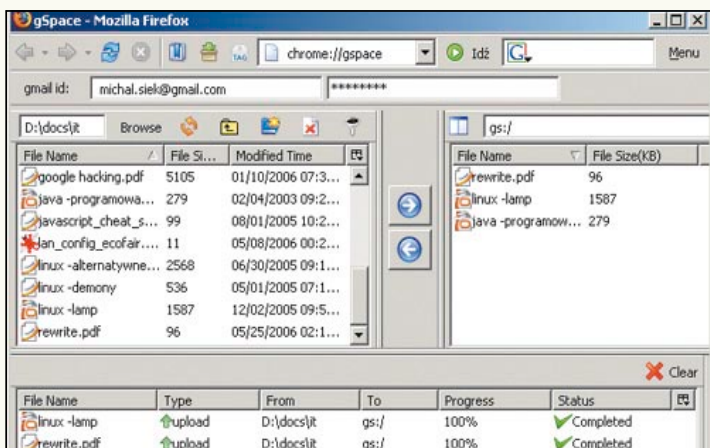 gSpace - Mozilla Firefox
TAG chrome://gspace Idź G Menu
gmail id: michal.siek@gmail.com ********
D:\docs\it Browse
gs:/
File Name File Si... Modfied Time
google hacking.pdf 5105 01/10/2006 07:3...
java -programowa... 279 02/04/2003 09:2...
javascript_cheat_s... 99 08/01/2005 10:2...
lan_config_ecofair.... 11 05/08/2006 00:2...
linux -alternatywne... 2568 06/30/2005 09:1...
linux -demony 536 05/01/2005 07:1...
linux -lamp 1587 12/02/2005 09:5...
rewrite.pdf 96 05/25/2006 02:1...
File Name File Size(KB)
rewrite.pdf 96
linux -lamp 1587
java -programow... 279
Clear
File Name Type From To Progress Status
linux -lamp upload D:\docs\it gs:/ 100% Completed
rewrite.pdf upload D:\docs\it gs:/ 100% Completed